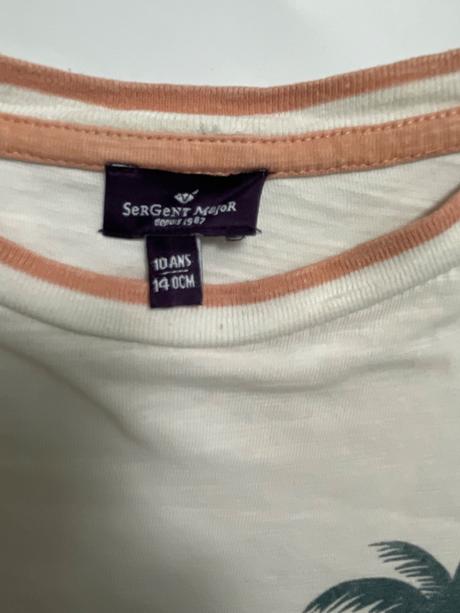 SeRGeNT MaJoR
DEPUIS 1987
10 ANS
140CM